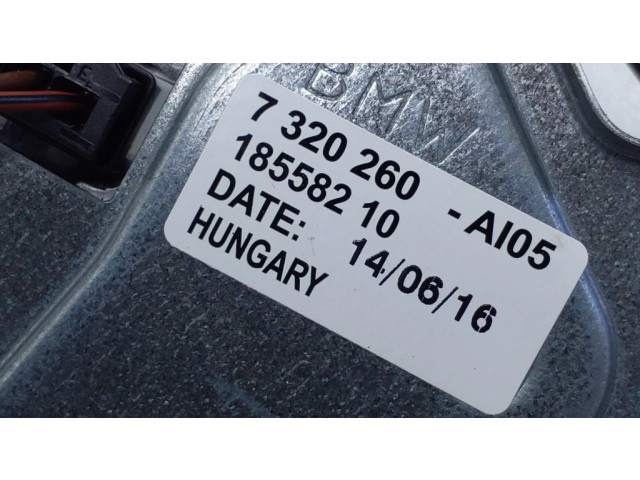 BMW
7 320 260 - AI05
185582 10
DATE: 14/06/16
HUNGARY